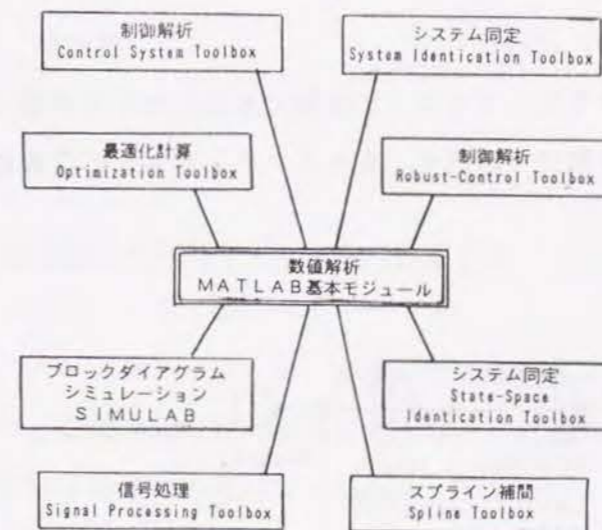 制御解析
Control System Toolbox
システム同定
System Identication Toolbox
最適化計算
Optimization Toolbox
制御解析
Robust-Control Toolbox
数値解析
MATLAB基本モジュール
ブロックダイアグラム
シミュレーション
SIMULAB
システム同定
State-Space
Identication Toolbox
信号処理
Signal Processing Toolbox
スプライン補間
Spline Toolbox